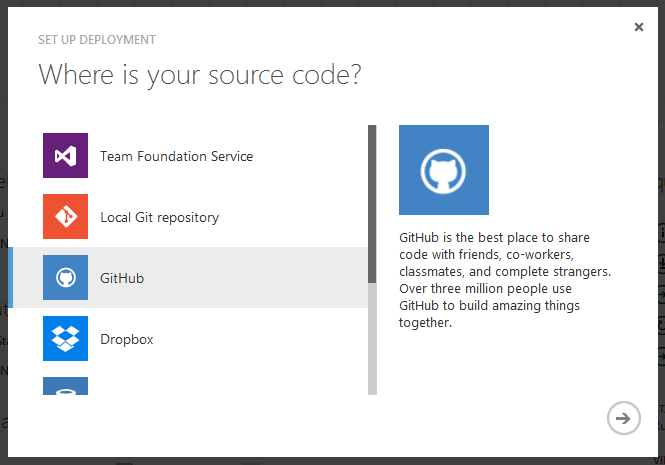 SET UP DEPLOYMENT
Where is your source code?
Team Foundation Service
Local Git repository
GitHub
Dropbox
GitHub is the best place to share
code with friends, co-workers,
classmates, and complete strangers.
Over three million people use
GitHub to build amazing things
together.